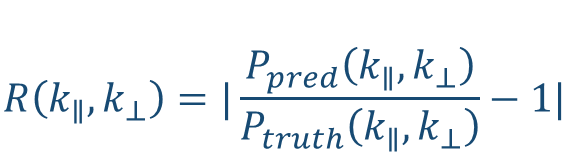 R(k∥, k⊥) = | P_pred(k∥, k⊥) / P_truth(k∥, k⊥) − 1|